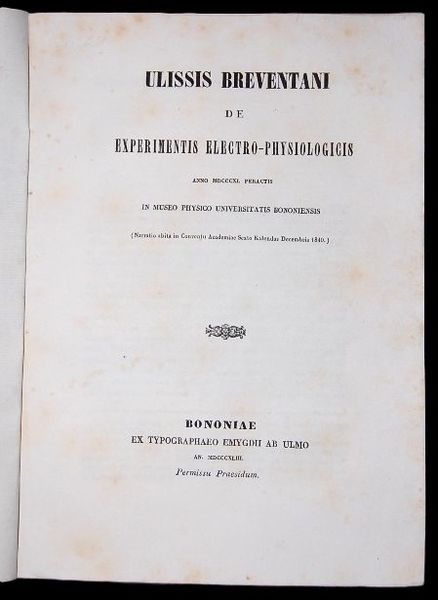 ULISSIS BREVENTANI
DE
EXPERIMENTIS ELECTRO-PHYSIOLOGICIS
ANNO MDCCCXL PERACTIS
IN MUSEO PHYSICO UNIVERSITATIS BONONIENSIS
(Narratio abita in Conventu Academiae Sexto Kalendas Decembris 1840.)
BONONIAE
EX TYPOGRAPHAEO EMYGDII AB ULMO
AN. MDCCCXLIII.
Permissu Praesidum.